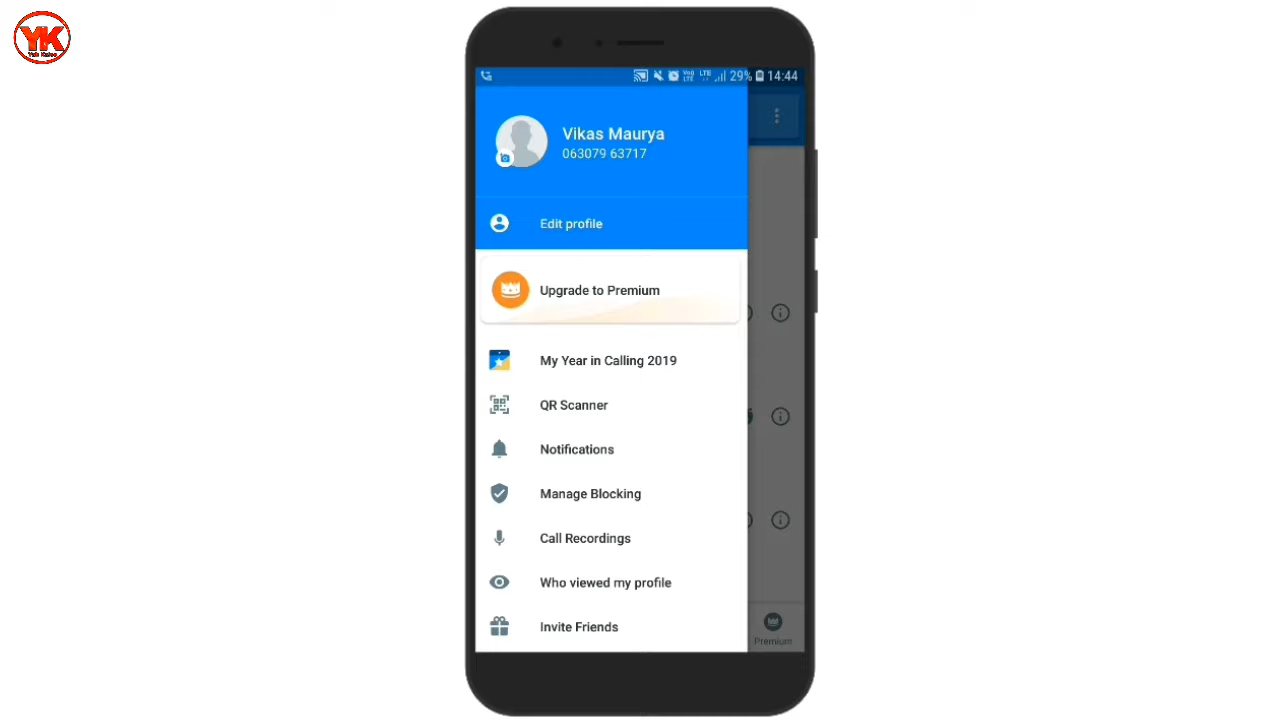 YK
29% 14:44
Vikas Maurya
063079 63717
Edit profile
Upgrade to Premium
My Year in Calling 2019
QR Scanner
Notifications
Manage Blocking
Call Recordings
Who viewed my profile
Invite Friends
Premium